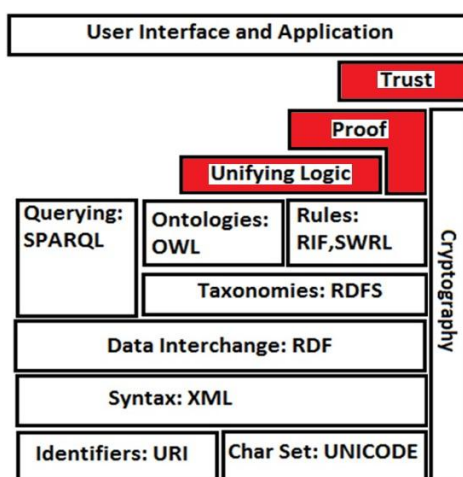 User Interface and Application
Trust
Proof
Unifying Logic
Querying:
SPARQL
Ontologies:
OWL
Rules:
RIF,SWRL
Taxonomies: RDFS
Cryptography
Data Interchange: RDF
Syntax: XML
Identifiers: URI
Char Set: UNICODE